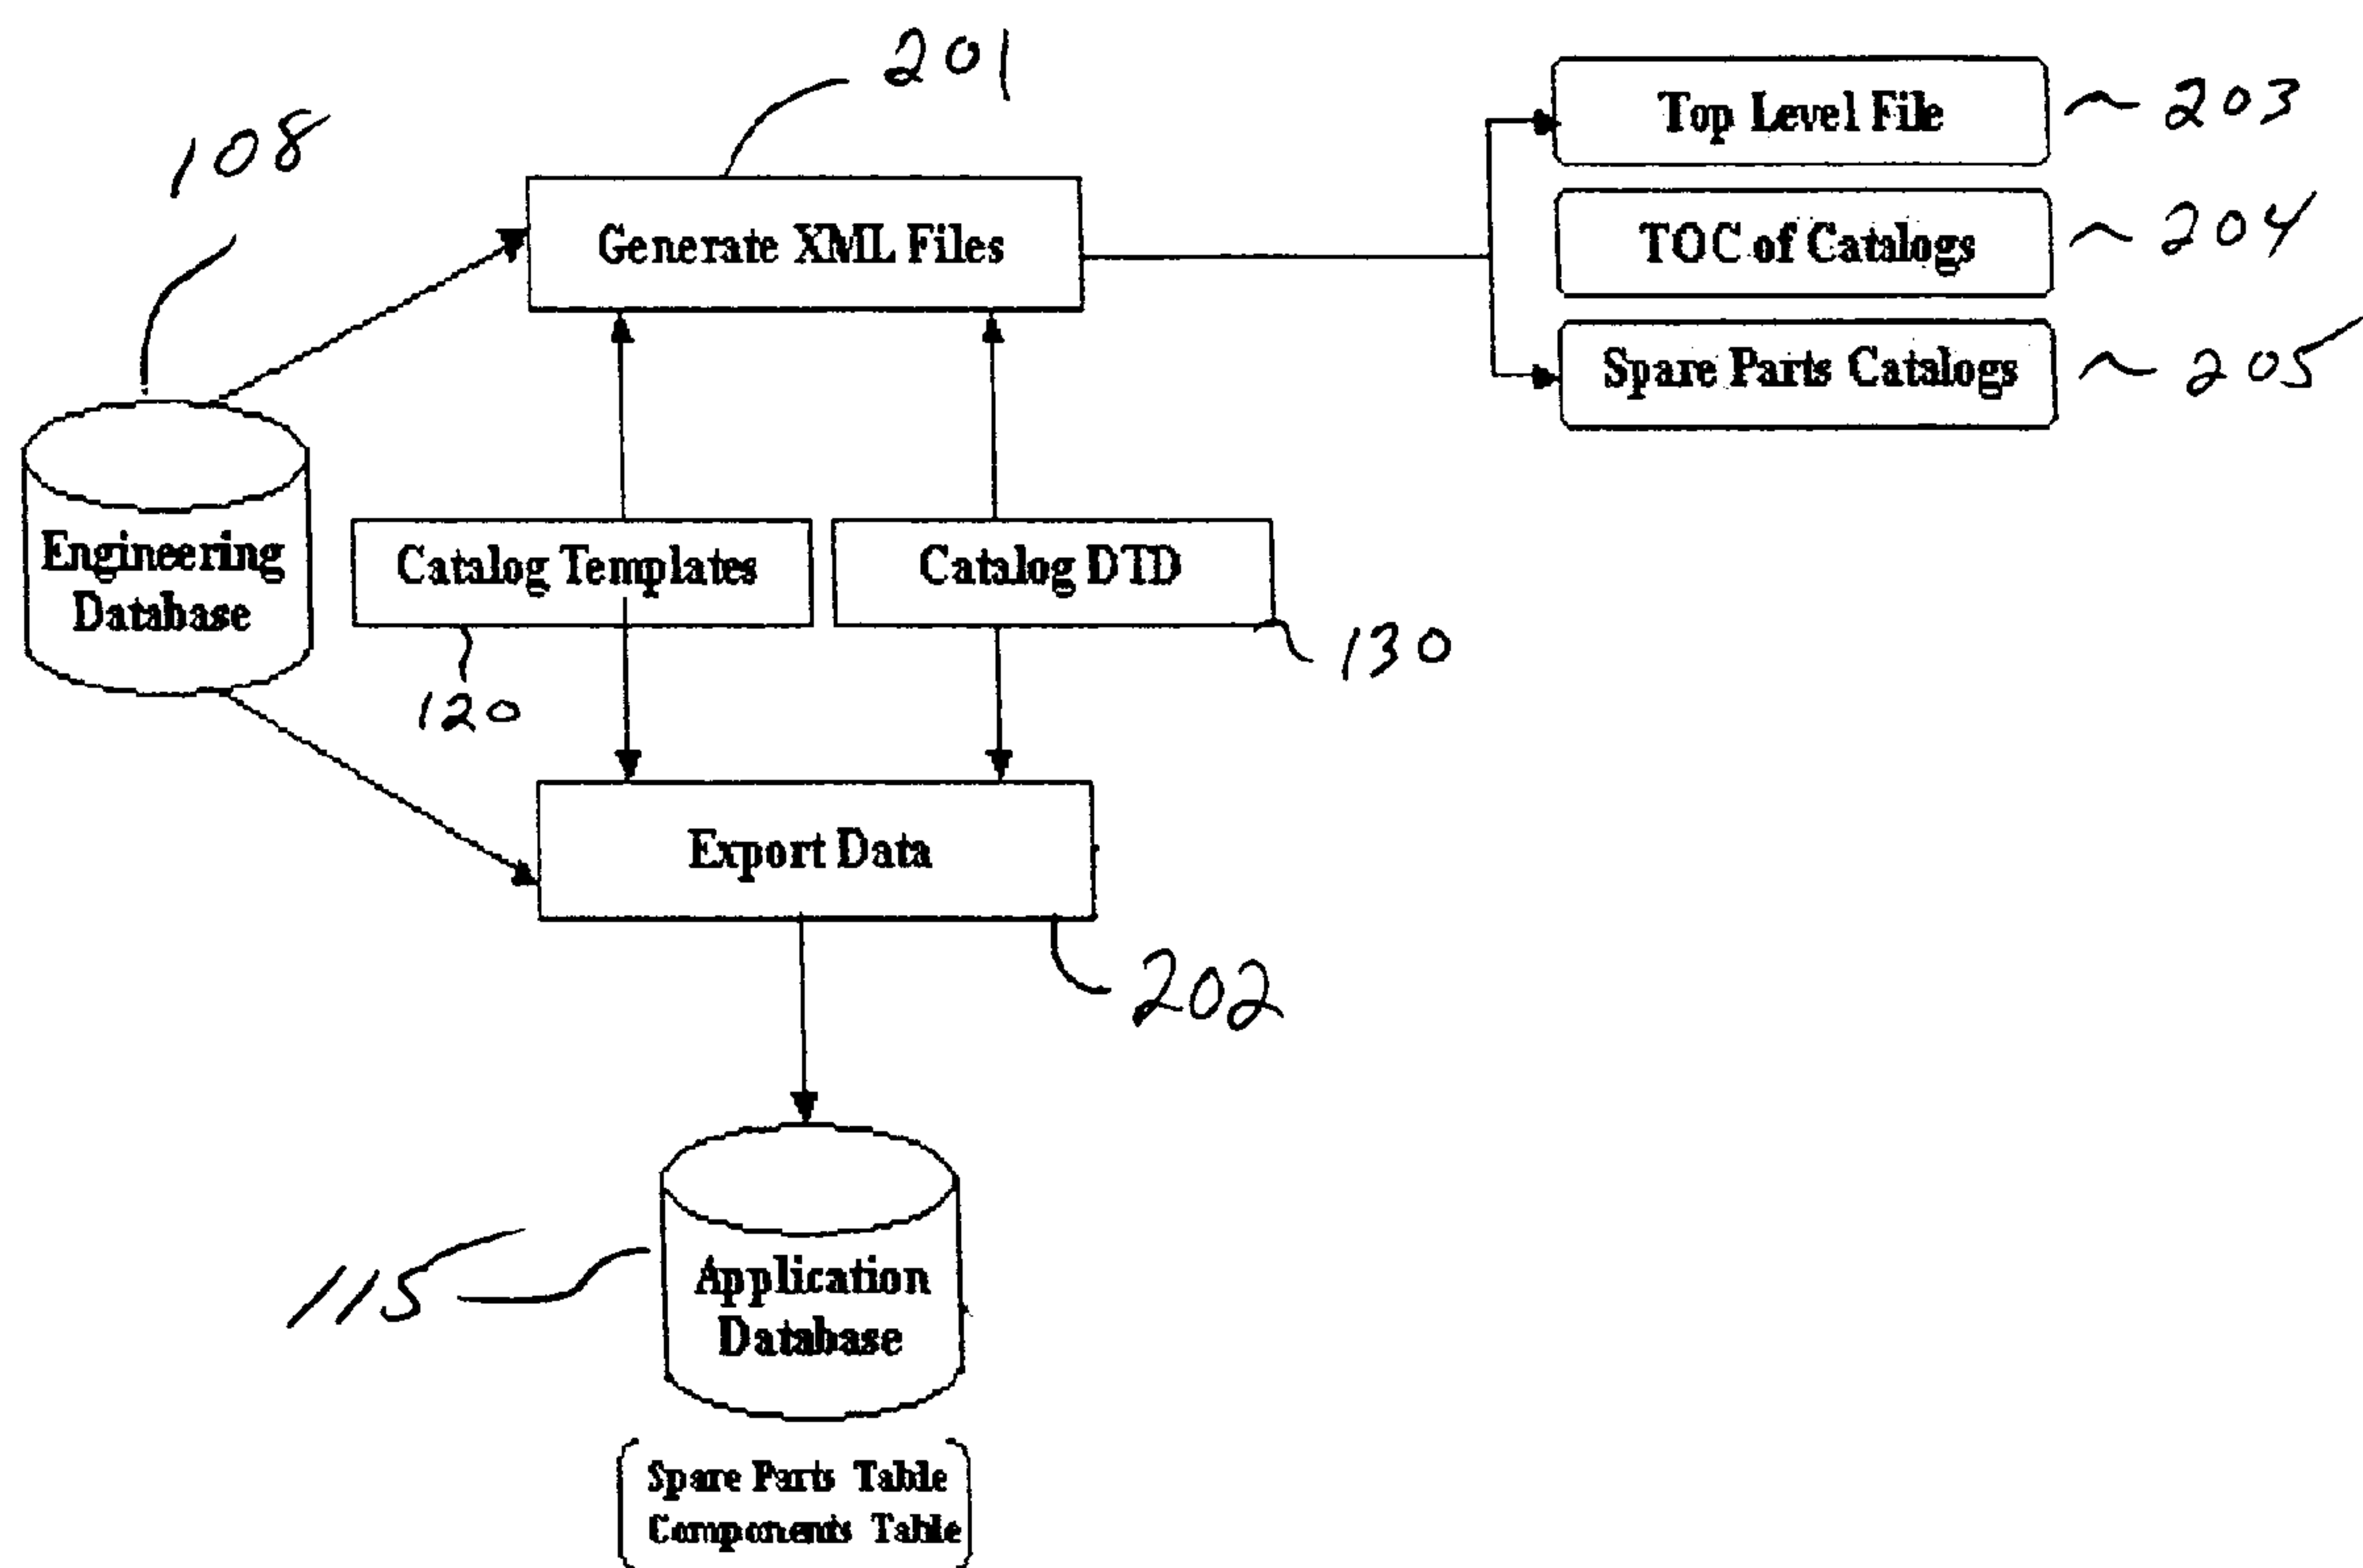 201
Top Level File
203
108
Generate XML Files
TOC of Catalogs
204
Spare Parts Catalogs
205
Engineering
Database
Catalog Templates
Catalog DTD
130
120
Export Data
202
115
Application
Database
Spare Parts Table
Components Table